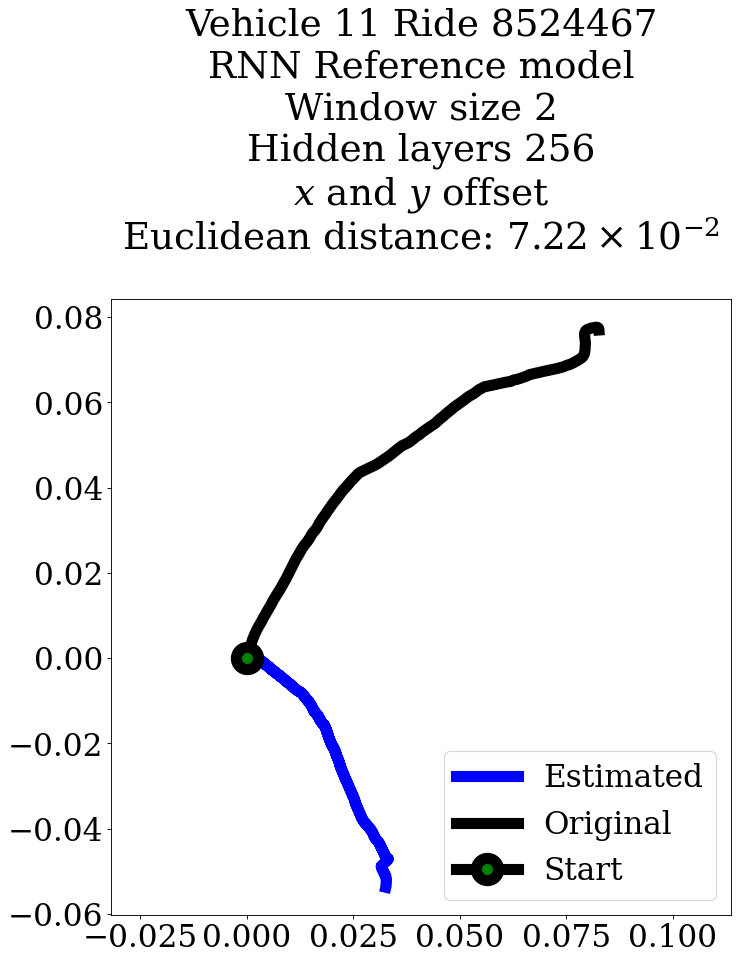 Vehicle 11 Ride 8524467
RNN Reference model
Window size 2
Hidden layers 256
x and y offset
Euclidean distance: 7.22 × 10⁻²
0.08
0.06
0.04
0.02
0.00
−0.02
−0.04
−0.06
Estimated
Original
Start
−0.025 0.000 0.025 0.050 0.075 0.100